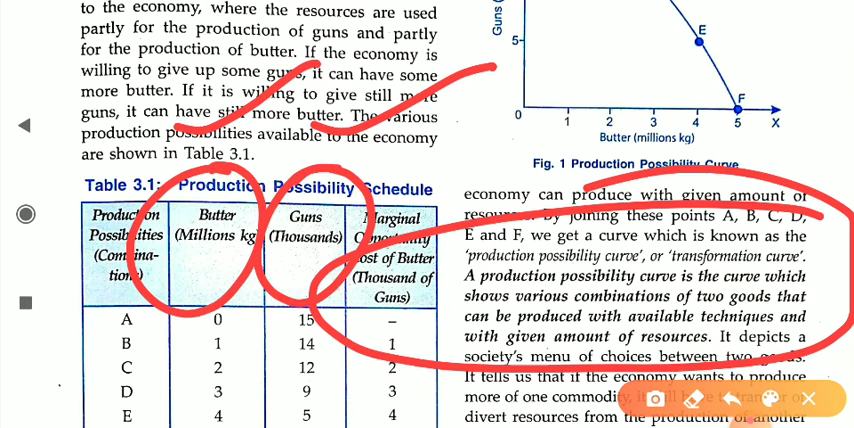 to the economy, where the resources are used
partly for the production of guns and partly
for the production of butter. If the economy is
willing to give up some guns, it can have some
more butter. If it is willing to give still more
guns, it can have still more butter. The various
production possibilities available to the economy
are shown in Table 3.1.
Table 3.1: Production Possibility Schedule
Production Possibilities (Combina-tions) Butter (Millions kg) Guns (Thousands) Marginal Opportunity Cost of Butter (Thousand of Guns)
A 0 15 –
B 1 14 1
C 2 12 2
D 3 9 3
E 4 5 4
Guns (
5
E
F
0 1 2 3 4 5 X
Butter (millions kg)
Fig. 1 Production Possibility Curve
economy can produce with given amount of
resources. By joining these points A, B, C, D,
E and F, we get a curve which is known as the
'production possibility curve', or 'transformation curve'.
A production possibility curve is the curve which
shows various combinations of two goods that
can be produced with available techniques and
with given amount of resources. It depicts a
society's menu of choices between two goods.
It tells us that if the economy wants to produce
more of one commodity, or
divert resources from the production of another